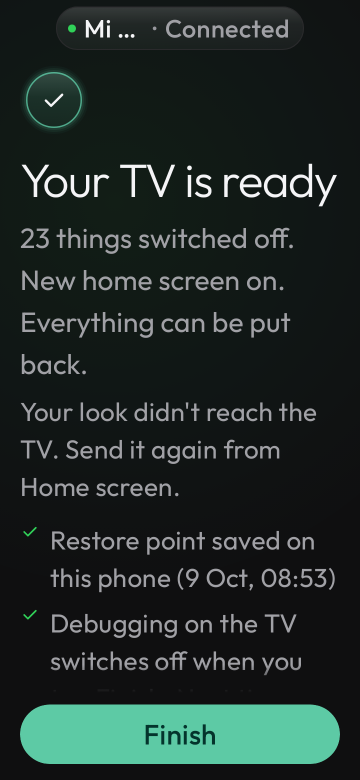 Mi ... · Connected
Your TV is ready
23 things switched off.
New home screen on.
Everything can be put
back.
Your look didn't reach the
TV. Send it again from
Home screen.
Restore point saved on
this phone (9 Oct, 08:53)
Debugging on the TV
switches off when you
Finish